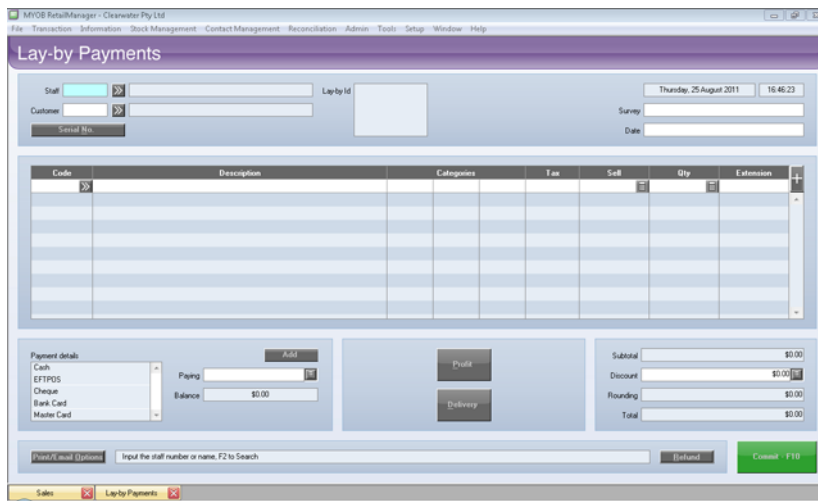 MYOB RetailManager - Clearwater Pty Ltd
File Transaction Information Stock Management Contact Management Reconciliation Admin Tools Setup Window Help
Lay-by Payments
Staff Lay-by Id Thursday, 25 August 2011 16:46:23
Customer Survey
Serial No. Date
Code Description Categories Tax Sell Qty Extension
Payment details Add Subtotal $0.00
Cash Paying Profit Discount $0.00
EFTPOS
Cheque Balance $0.00 Rounding $0.00
Bank Card Delivery
Master Card Total $0.00
Print/Email Options Input the staff number or name, F2 to Search Refund Commit - F10
Sales Lay-by Payments